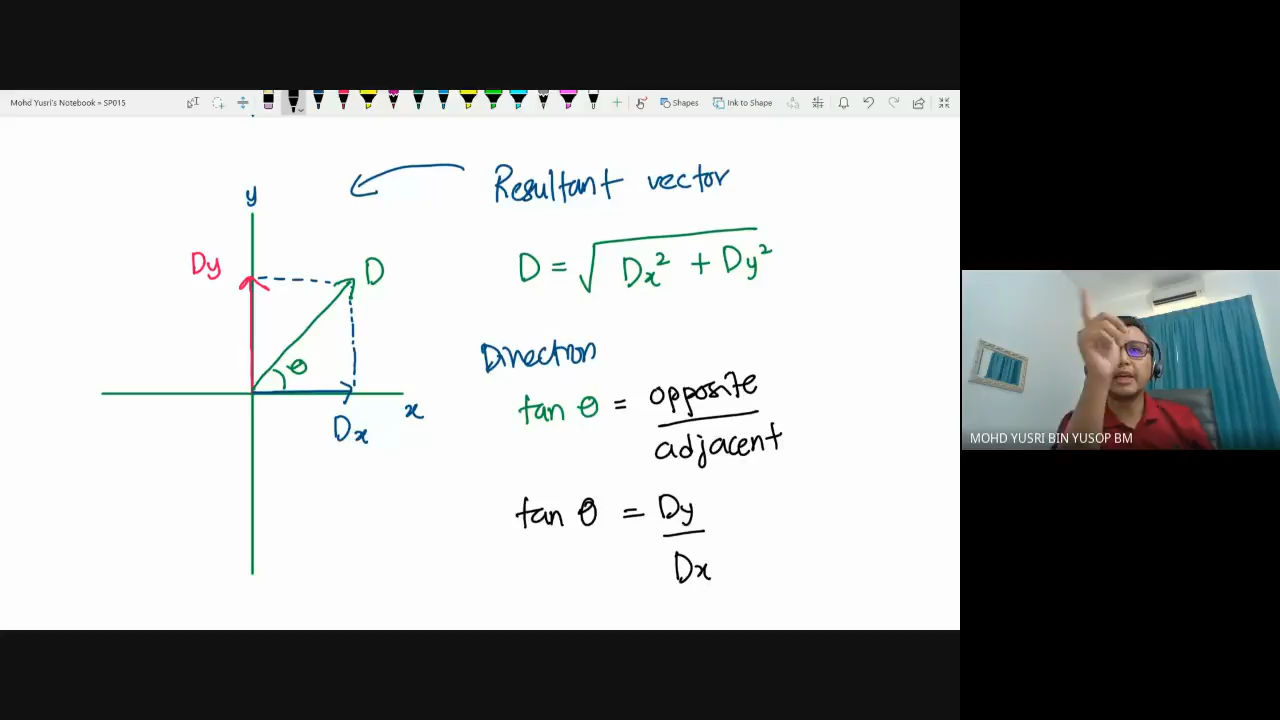 Mohd Yusri's Notebook » SP015
Shapes
Ink to Shape
Resultant vector
y
Dy
D
θ
x
Dx
D = √Dx² + Dy²
Direction
tan θ = opposite
adjacent
tan θ = Dy
Dx
MOHD YUSRI BIN YUSOP BM